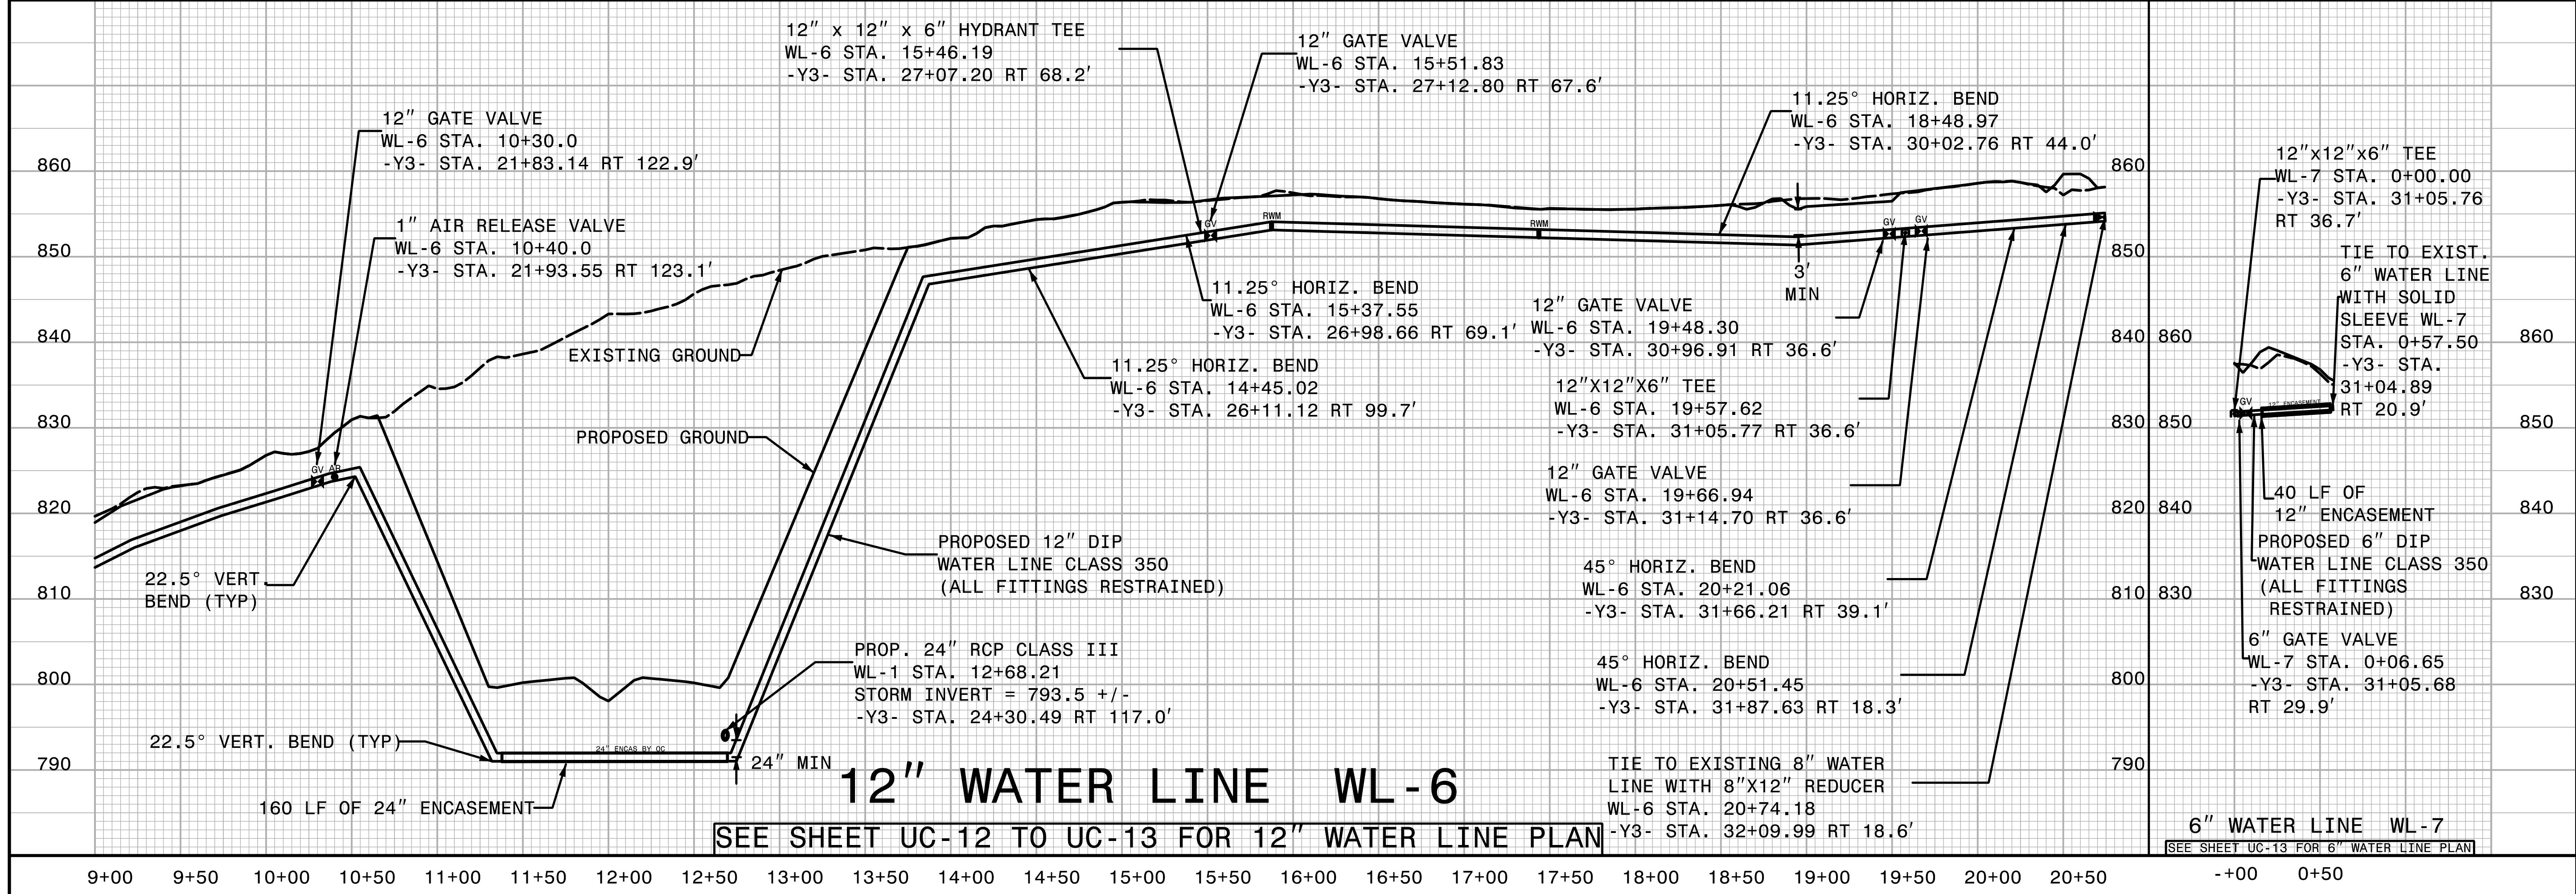 12" x 12" x 6" HYDRANT TEE
WL-6 STA. 15+46.19
-Y3- STA. 27+07.20 RT 68.2'
12" GATE VALVE
WL-6 STA. 15+51.83
-Y3- STA. 27+12.80 RT 67.6'
11.25° HORIZ. BEND
WL-6 STA. 18+48.97
-Y3- STA. 30+02.76 RT 44.0'
12" GATE VALVE
WL-6 STA. 10+30.0
-Y3- STA. 21+83.14 RT 122.9'
1" AIR RELEASE VALVE
WL-6 STA. 10+40.0
-Y3- STA. 21+93.55 RT 123.1'
860
850
840
830
820
810
800
790
GV AR
GV
RWM
RWM
GV
GV
3'
MIN
EXISTING GROUND
PROPOSED GROUND
11.25° HORIZ. BEND
WL-6 STA. 15+37.55
-Y3- STA. 26+98.66 RT 69.1'
11.25° HORIZ. BEND
WL-6 STA. 14+45.02
-Y3- STA. 26+11.12 RT 99.7'
12" GATE VALVE
WL-6 STA. 19+48.30
-Y3- STA. 30+96.91 RT 36.6'
12"X12"X6" TEE
WL-6 STA. 19+57.62
-Y3- STA. 31+05.77 RT 36.6'
12" GATE VALVE
WL-6 STA. 19+66.94
-Y3- STA. 31+14.70 RT 36.6'
45° HORIZ. BEND
WL-6 STA. 20+21.06
-Y3- STA. 31+66.21 RT 39.1'
45° HORIZ. BEND
WL-6 STA. 20+51.45
-Y3- STA. 31+87.63 RT 18.3'
TIE TO EXISTING 8" WATER
LINE WITH 8"X12" REDUCER
WL-6 STA. 20+74.18
-Y3- STA. 32+09.99 RT 18.6'
22.5° VERT
BEND (TYP)
PROPOSED 12" DIP
WATER LINE CLASS 350
(ALL FITTINGS RESTRAINED)
PROP. 24" RCP CLASS III
WL-1 STA. 12+68.21
STORM INVERT = 793.5 +/-
-Y3- STA. 24+30.49 RT 117.0'
22.5° VERT. BEND (TYP)
24" ENCAS BY OC
24" MIN
160 LF OF 24" ENCASEMENT
12" WATER LINE WL-6
SEE SHEET UC-12 TO UC-13 FOR 12" WATER LINE PLAN
860
850
840
830
820
810
800
790
9+00 9+50 10+00 10+50 11+00 11+50 12+00 12+50 13+00 13+50 14+00 14+50 15+00 15+50 16+00 16+50 17+00 17+50 18+00 18+50 19+00 19+50 20+00 20+50
12"x12"x6" TEE
WL-7 STA. 0+00.00
-Y3- STA. 31+05.76
RT 36.7'
TIE TO EXIST.
6" WATER LINE
WITH SOLID
SLEEVE WL-7
STA. 0+57.50
-Y3- STA.
31+04.89
RT 20.9'
860
850
840
830
GV
12" ENCASEMENT
860
850
840
830
40 LF OF
12" ENCASEMENT
PROPOSED 6" DIP
WATER LINE CLASS 350
(ALL FITTINGS
RESTRAINED)
6" GATE VALVE
WL-7 STA. 0+06.65
-Y3- STA. 31+05.68
RT 29.9'
6" WATER LINE WL-7
SEE SHEET UC-13 FOR 6" WATER LINE PLAN
-+00 0+50